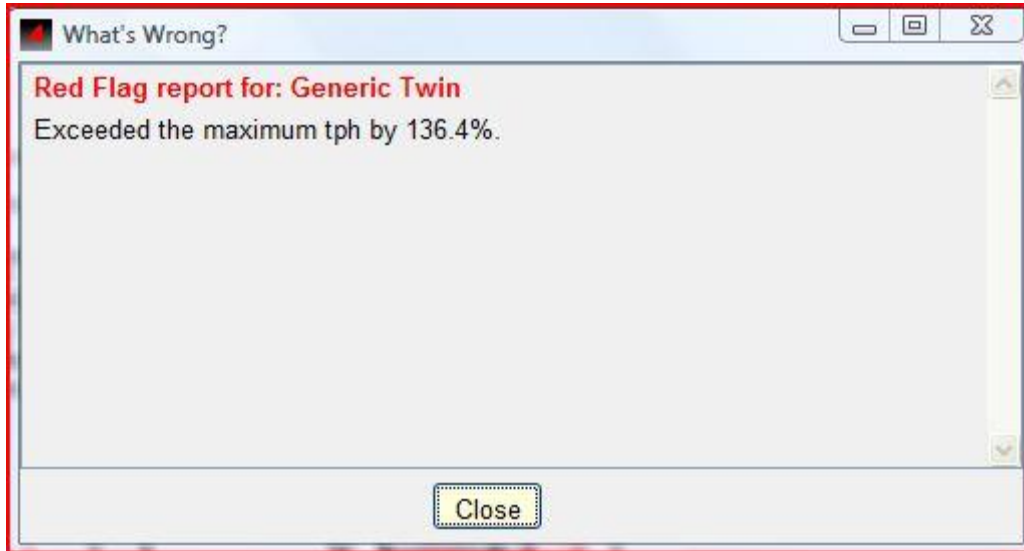 What's Wrong?
Red Flag report for: Generic Twin
Exceeded the maximum tph by 136.4%.
Close